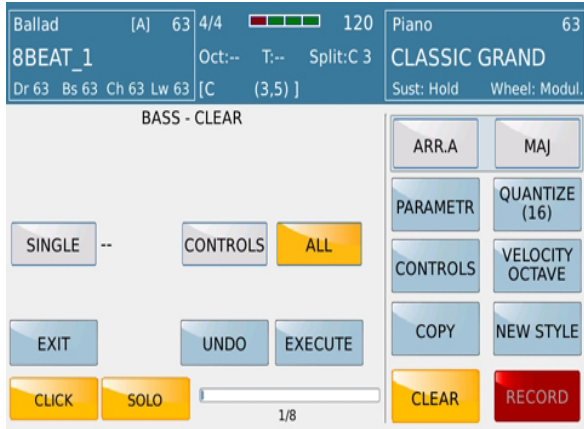 Ballad [A] 63 4/4 120 Piano 63
8BEAT_1 Oct:-- T:-- Split:C 3 CLASSIC GRAND
Dr 63 Bs 63 Ch 63 Lw 63 [C (3,5) ] Sust: Hold Wheel: Modul.
BASS - CLEAR
ARR.A MAJ
PARAMETR QUANTIZE
(16)
SINGLE -- CONTROLS ALL
CONTROLS VELOCITY
OCTAVE
EXIT UNDO EXECUTE
COPY NEW STYLE
CLICK SOLO
1/8
CLEAR RECORD